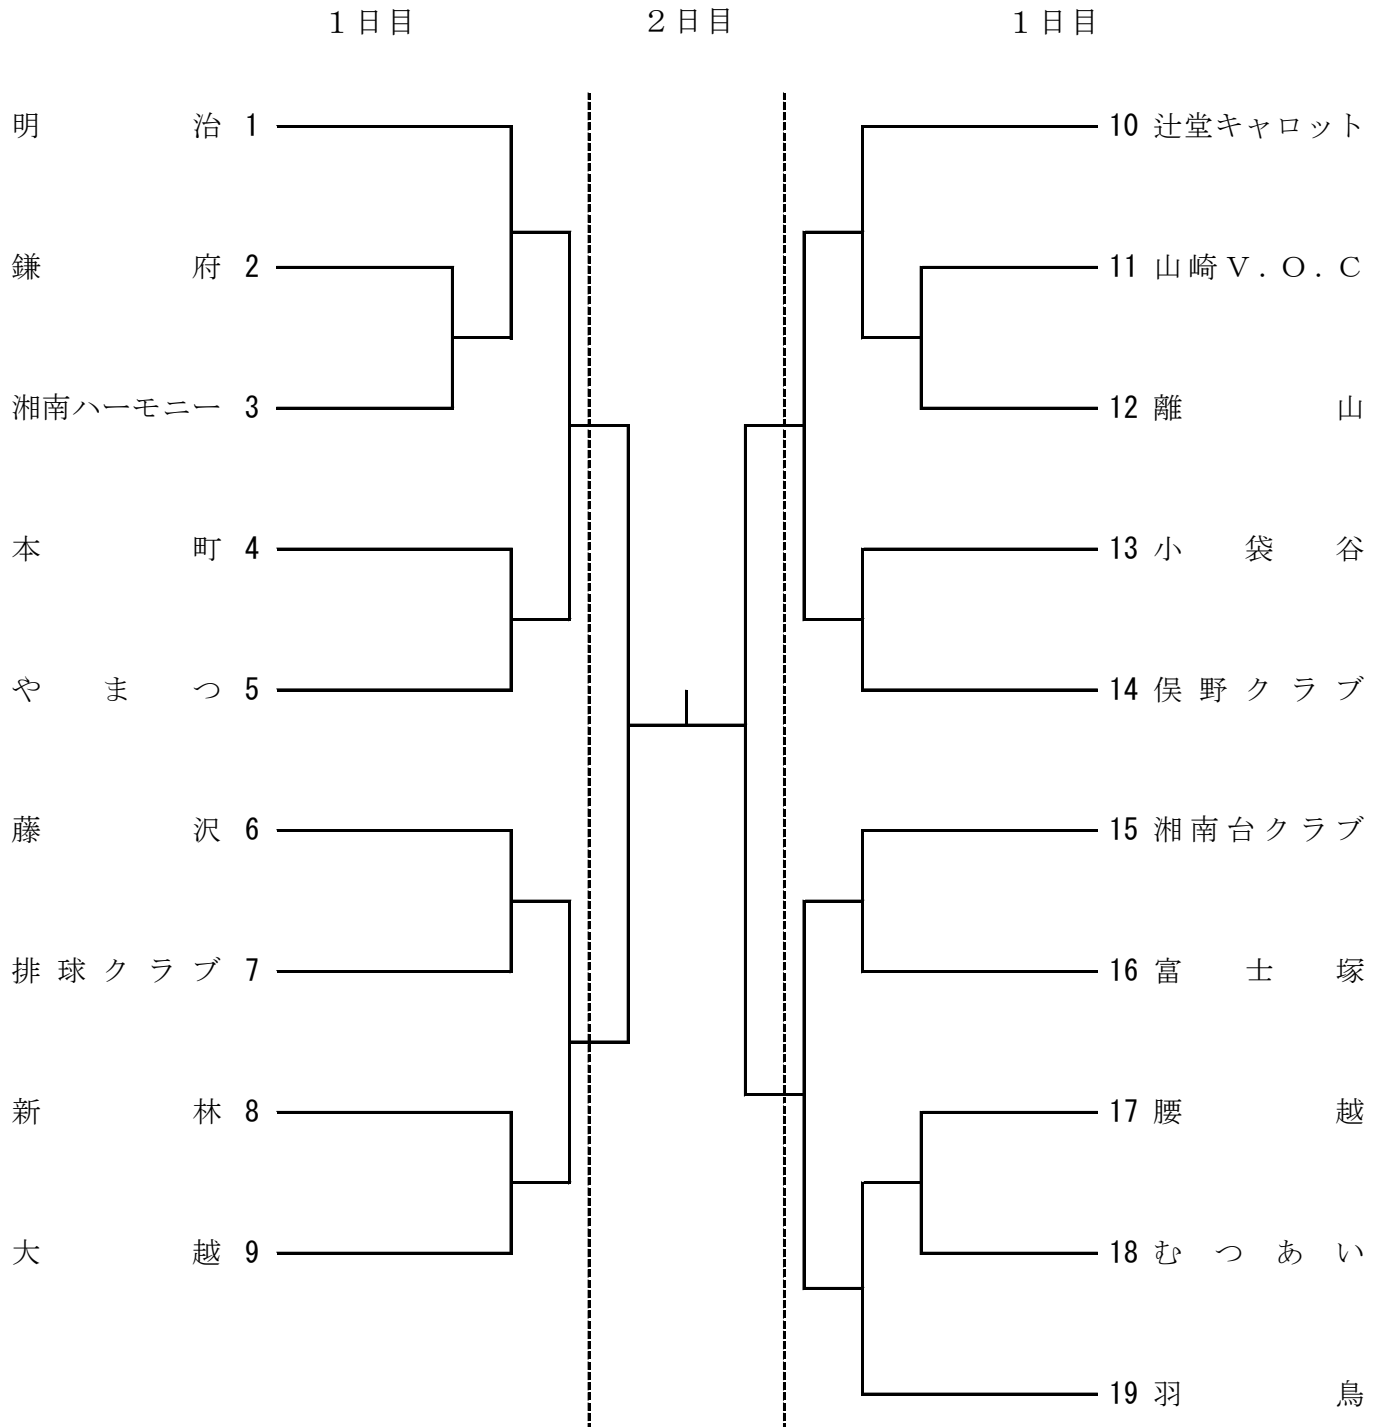 １日目　２日目　１日目
明治 1
鎌府 2
湘南ハーモニー 3
本町 4
やまつ 5
藤沢 6
排球クラブ 7
新林 8
大越 9
10 辻堂キャロット
11 山崎Ｖ．Ｏ．Ｃ
12 離山
13 小袋谷
14 俣野クラブ
15 湘南台クラブ
16 富士塚
17 腰越
18 むつあい
19 羽鳥